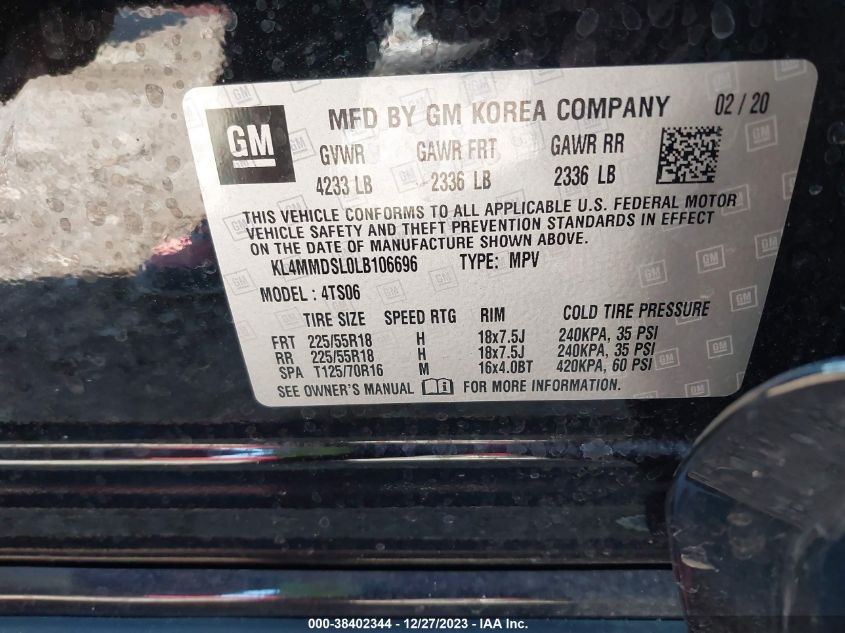 GM
MFD BY GM KOREA COMPANY 02 / 20
GVWR GAWR FRT GAWR RR
4233 LB 2336 LB 2336 LB
THIS VEHICLE CONFORMS TO ALL APPLICABLE U.S. FEDERAL MOTOR
VEHICLE SAFETY AND THEFT PREVENTION STANDARDS IN EFFECT
ON THE DATE OF MANUFACTURE SHOWN ABOVE.
KL4MMDSL0LB106696 TYPE: MPV
MODEL : 4TS06
TIRE SIZE SPEED RTG RIM COLD TIRE PRESSURE
FRT 225/55R18 H 18x7.5J 240KPA, 35 PSI
RR 225/55R18 H 18x7.5J 240KPA, 35 PSI
SPA T125/70R16 M 16x4.0BT 420KPA, 60 PSI
SEE OWNER'S MANUAL FOR MORE INFORMATION.
000-38402344 - 12/27/2023 - IAA Inc.